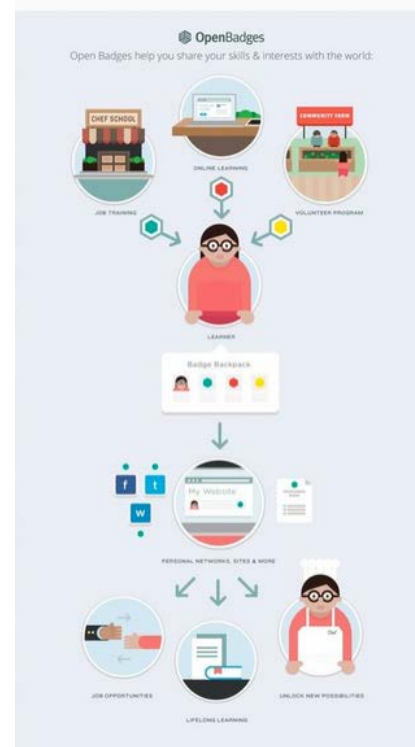 OpenBadges
Open Badges help you share your skills & interests with the world:
CHEF SCHOOL
COMMUNITY FARM
ONLINE LEARNING
JOB TRAINING
VOLUNTEER PROGRAM
LEARNER
Badge Backpack
f
t
w
My Website
PERSONAL NETWORKS, SITES & MORE
Chef
JOB OPPORTUNITIES
LIFELONG LEARNING
UNLOCK NEW POSSIBILITIES